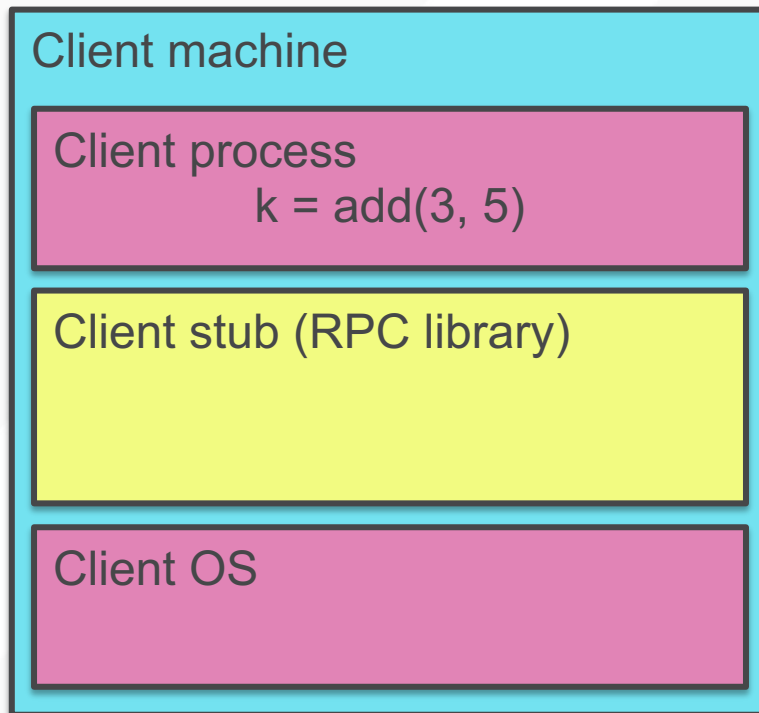 Client machine
Client process
k = add(3, 5)
Client stub (RPC library)
Client OS